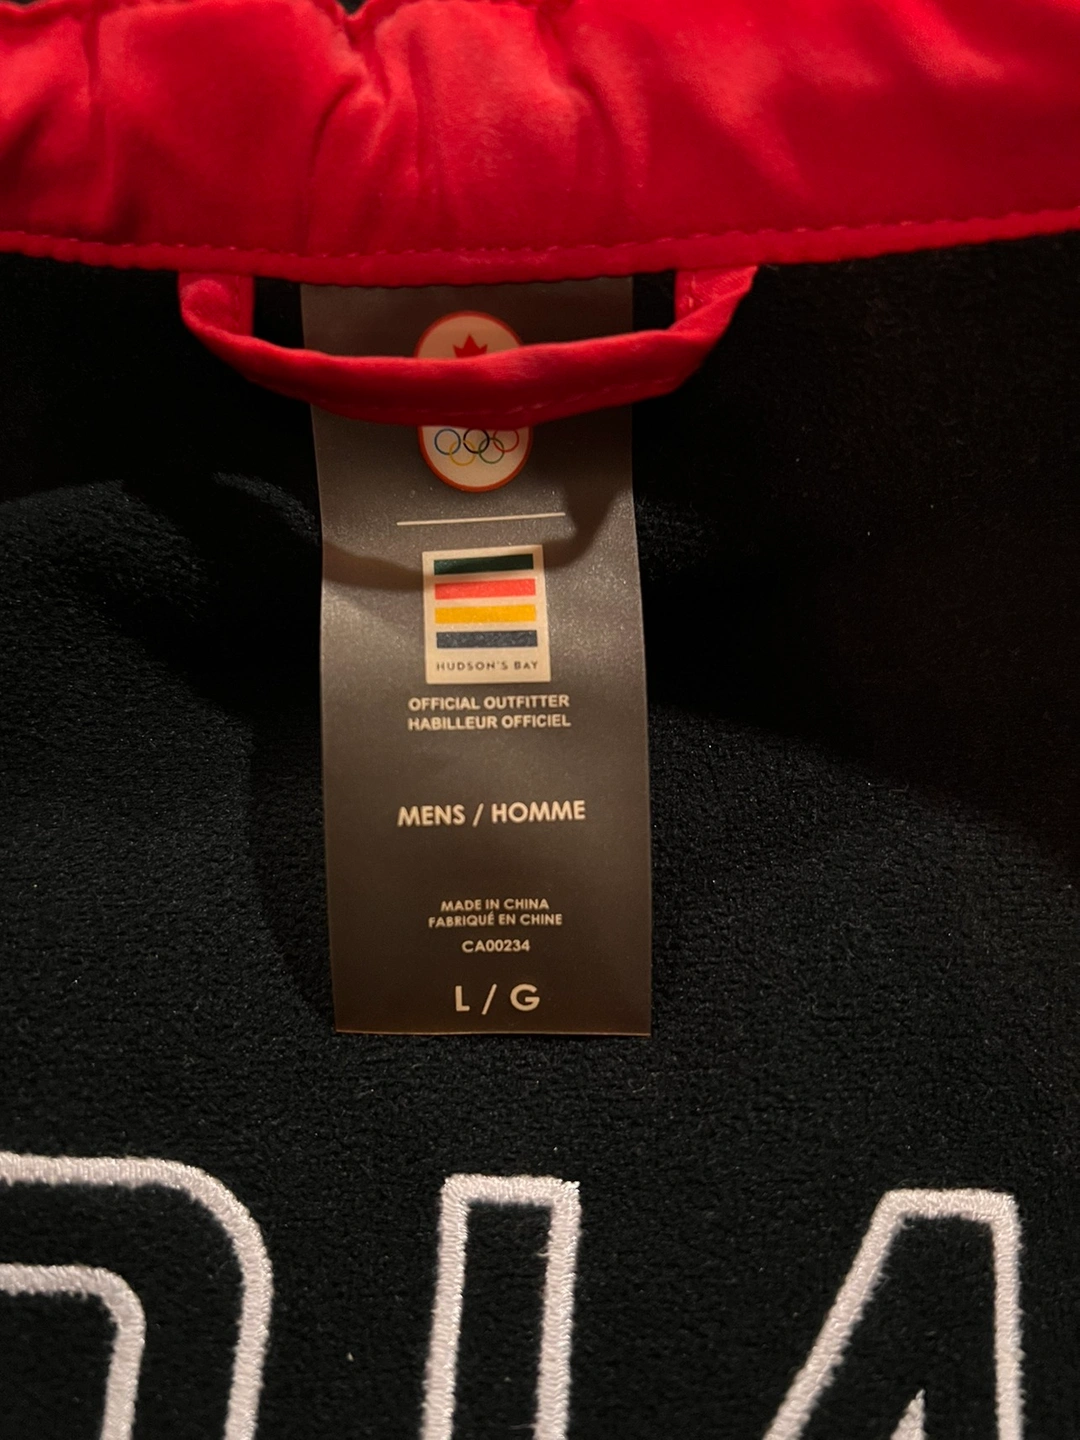 HUDSON'S BAY
OFFICIAL OUTFITTER
HABILLEUR OFFICIEL
MENS / HOMME
MADE IN CHINA
FABRIQUÉ EN CHINE
CA00234
L / G